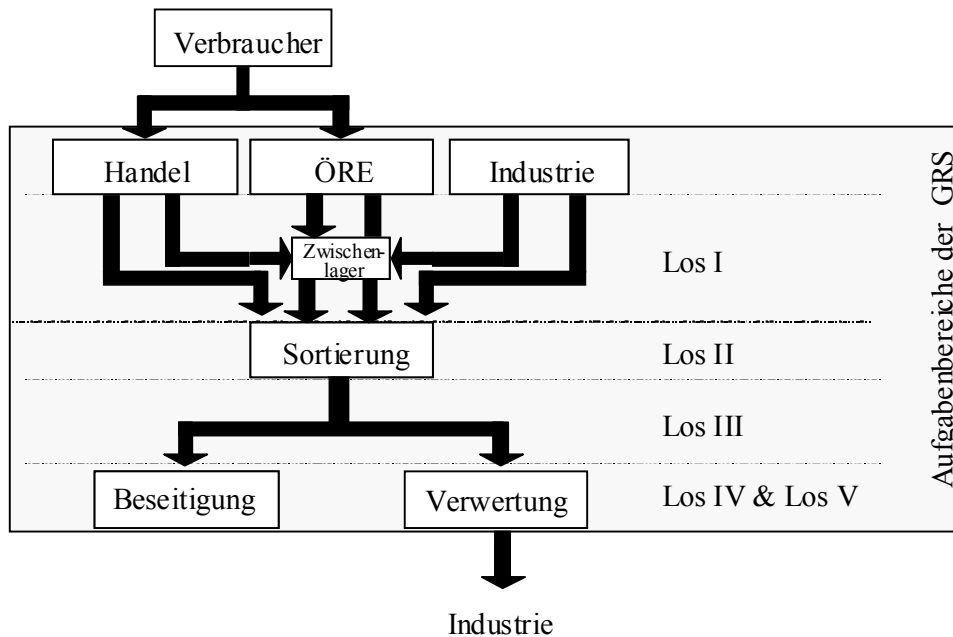 Verbraucher
Handel
ÖRE
Industrie
Zwischen-
lager
Los I
Sortierung
Los II
Los III
Beseitigung
Verwertung
Los IV & Los V
Industrie
Aufgabenbereiche der GRS